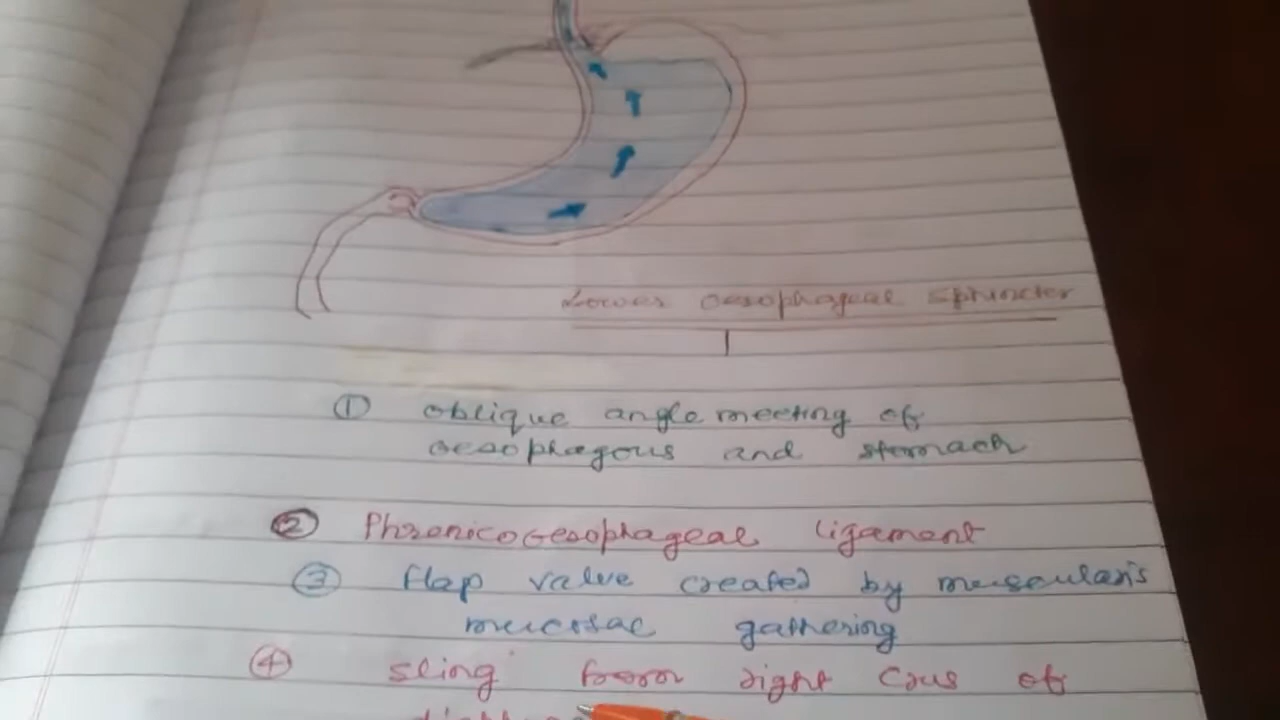 Lower oesophageal sphincter
① oblique angle meeting of
oesophagous and stomach
② Phrenicooesophageal ligament
③ flap valve created by muscularis
mucosae gathering
④ sling from right crus of